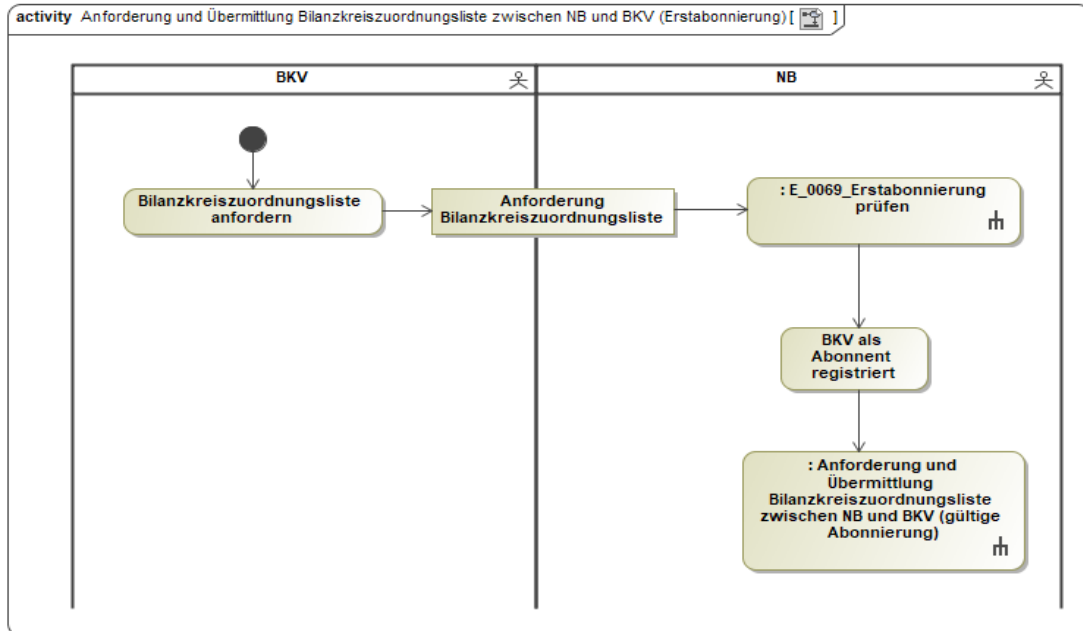 activity Anforderung und Übermittlung Bilanzkreiszuordnungsliste zwischen NB und BKV (Erstabonnierung) [ ]
BKV
NB
Bilanzkreiszuordnungsliste
anfordern
Anforderung
Bilanzkreiszuordnungsliste
: E_0069_Erstabonnierung
prüfen
BKV als
Abonnent
registriert
: Anforderung und
Übermittlung
Bilanzkreiszuordnungsliste
zwischen NB und BKV (gültige
Abonnierung)